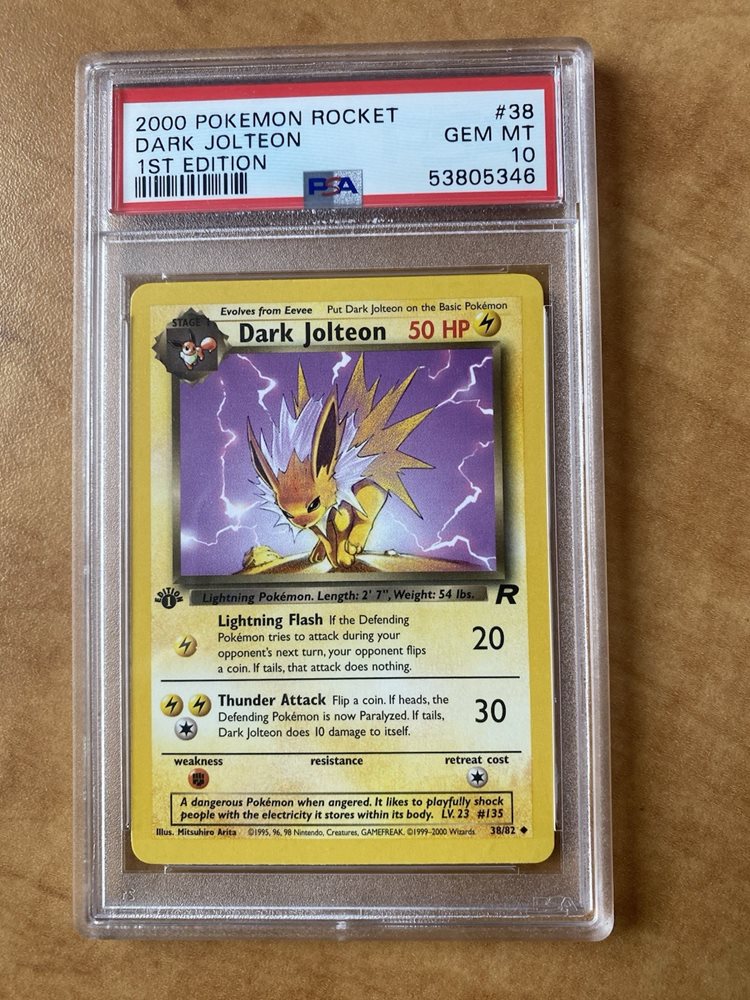 2000 POKEMON ROCKET #38
DARK JOLTEON GEM MT
1ST EDITION 10
PSA 53805346
Evolves from Eevee Put Dark Jolteon on the Basic Pokémon
STAGE 1
Dark Jolteon 50 HP
EDITION
1
Lightning Pokémon. Length: 2' 7", Weight: 54 lbs. R
Lightning Flash If the Defending
Pokémon tries to attack during your
opponent's next turn, your opponent flips
a coin. If tails, that attack does nothing.
20
Thunder Attack Flip a coin. If heads, the
Defending Pokémon is now Paralyzed. If tails,
Dark Jolteon does 10 damage to itself.
30
weakness resistance retreat cost
A dangerous Pokémon when angered. It likes to playfully shock
people with the electricity it stores within its body. LV. 23 #135
Illus. Mitsuhiro Arita ©1995, 96, 98 Nintendo, Creatures, GAMEFREAK. ©1999-2000 Wizards. 38/82
PSA